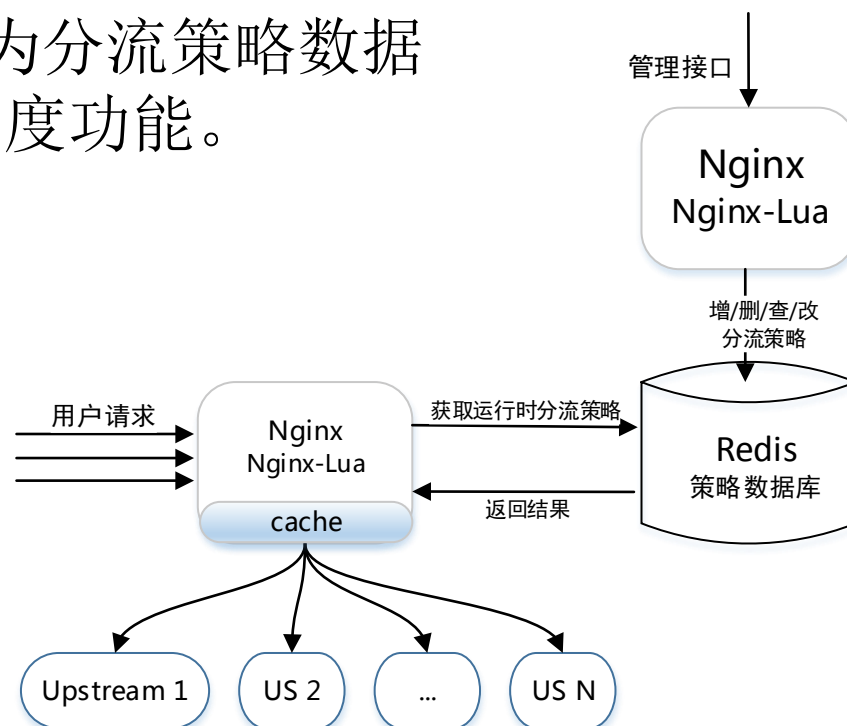 为分流策略数据
度功能。
管理接口
Nginx
Nginx-Lua
增/删/查/改
分流策略
用户请求
获取运行时分流策略
Nginx
Nginx-Lua
Redis
策略数据库
cache
返回结果
Upstream 1
US 2
...
US N